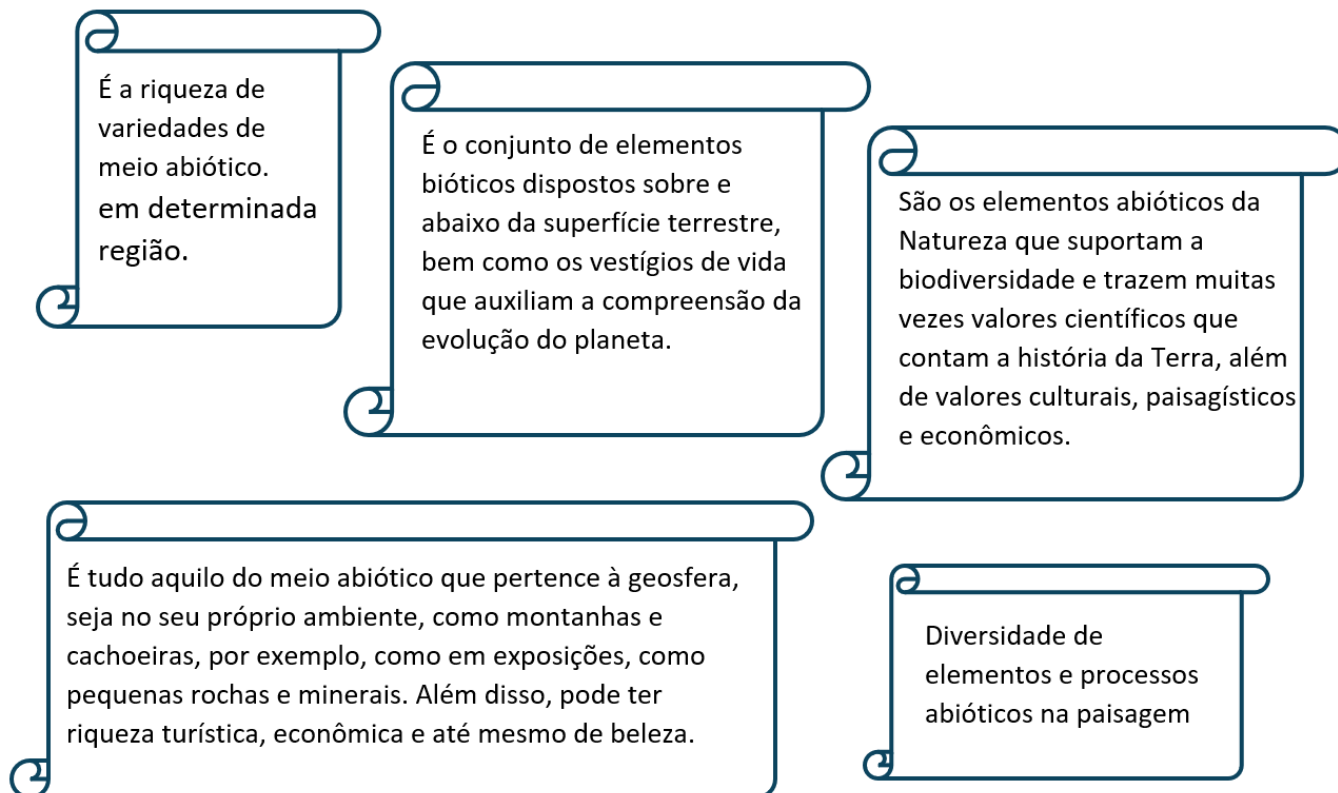 É a riqueza de
variedades de
meio abiótico.
em determinada
região.
É o conjunto de elementos
bióticos dispostos sobre e
abaixo da superfície terrestre,
bem como os vestígios de vida
que auxiliam a compreensão da
evolução do planeta.
São os elementos abióticos da
Natureza que suportam a
biodiversidade e trazem muitas
vezes valores científicos que
contam a história da Terra, além
de valores culturais, paisagísticos
e econômicos.
É tudo aquilo do meio abiótico que pertence à geosfera,
seja no seu próprio ambiente, como montanhas e
cachoeiras, por exemplo, como em exposições, como
pequenas rochas e minerais. Além disso, pode ter
riqueza turística, econômica e até mesmo de beleza.
Diversidade de
elementos e processos
abióticos na paisagem